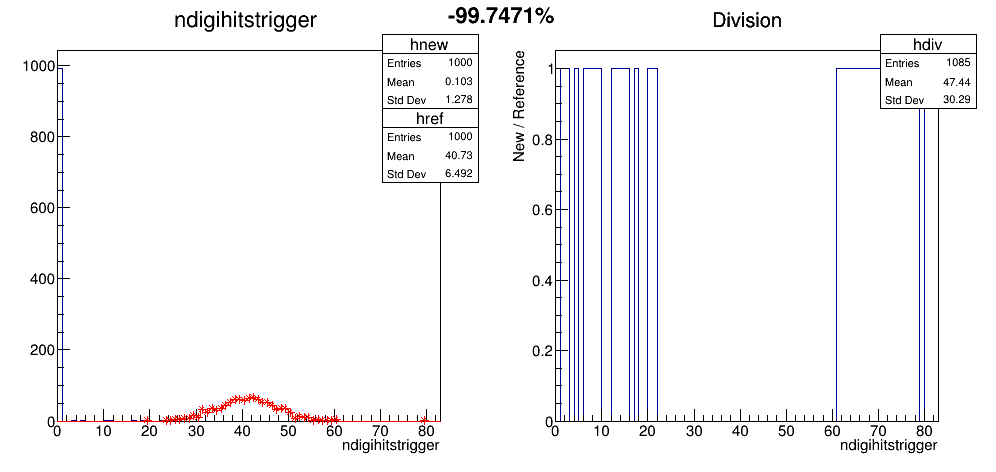 -99.7471%
ndigihitstrigger
hnew
Entries 1000
Mean 0.103
Std Dev 1.278
href
Entries 1000
Mean 40.73
Std Dev 6.492
1000
800
600
400
200
0
0 10 20 30 40 50 60 70 80
ndigihitstrigger
Division
hdiv
Entries 1085
Mean 47.44
Std Dev 30.29
New / Reference
1
0.8
0.6
0.4
0.2
0
0 10 20 30 40 50 60 70 80
ndigihitstrigger